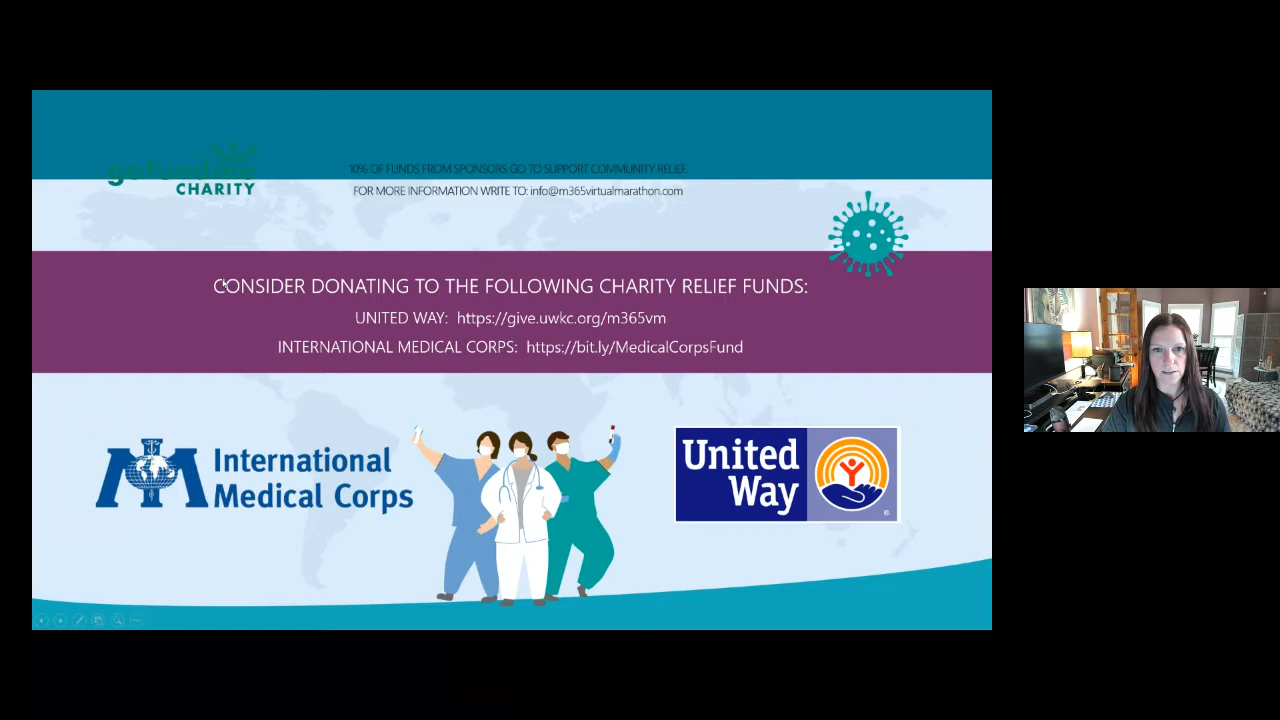 gofundme
CHARITY
10% OF FUNDS FROM SPONSORS GO TO SUPPORT COMMUNITY RELIEF.
FOR MORE INFORMATION WRITE TO: info@m365virtualmarathon.com
CONSIDER DONATING TO THE FOLLOWING CHARITY RELIEF FUNDS:
UNITED WAY: https://give.uwkc.org/m365vm
INTERNATIONAL MEDICAL CORPS: https://bit.ly/MedicalCorpsFund
International
Medical Corps
United
Way
®